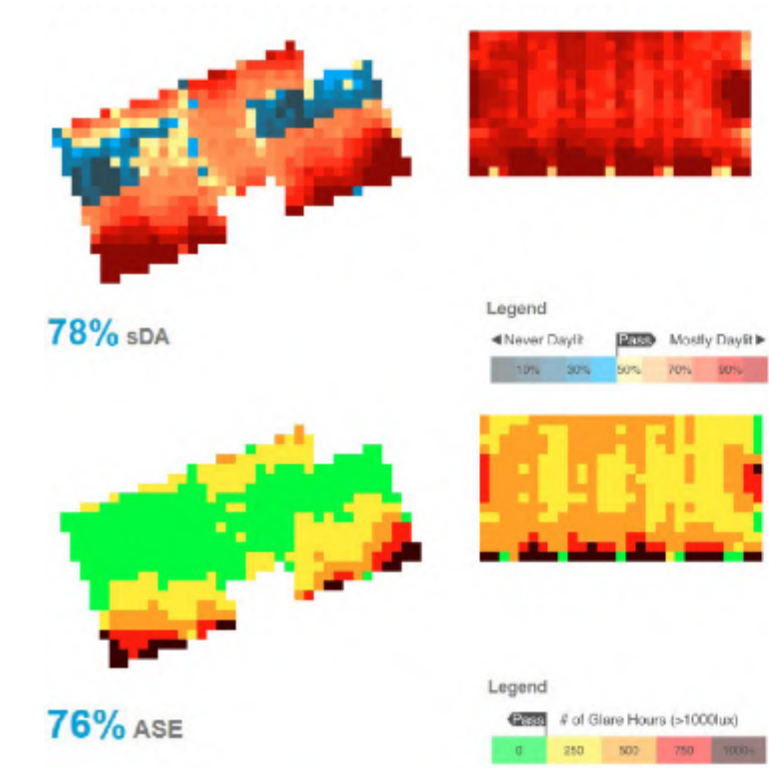 78% sDA
Legend
◄Never Daylit Pass Mostly Daylit►
10% 30% 50% 70% 90%
76% ASE
Legend
Pass # of Glare Hours (>1000lux)
0 250 500 750 1000+